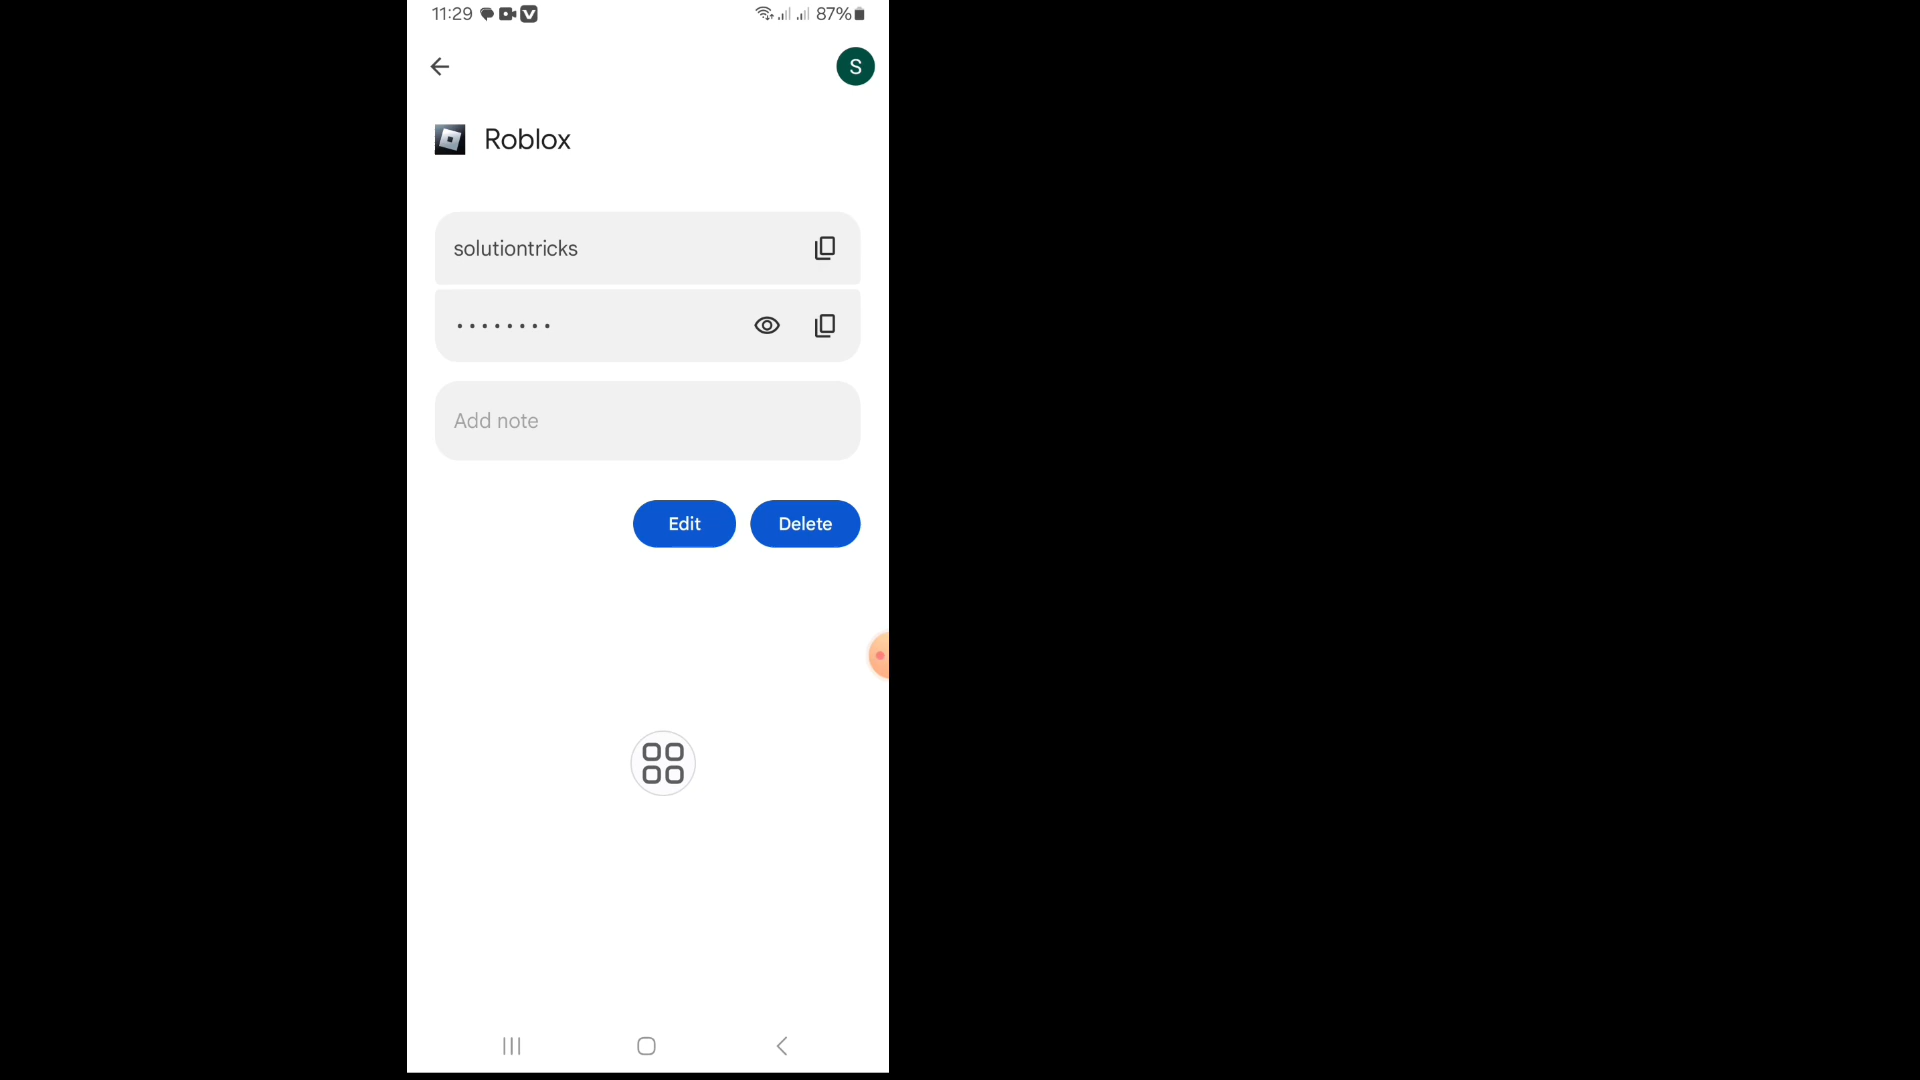 11:29 87%
S
Roblox
solutiontricks
••••••••
Add note
Edit Delete